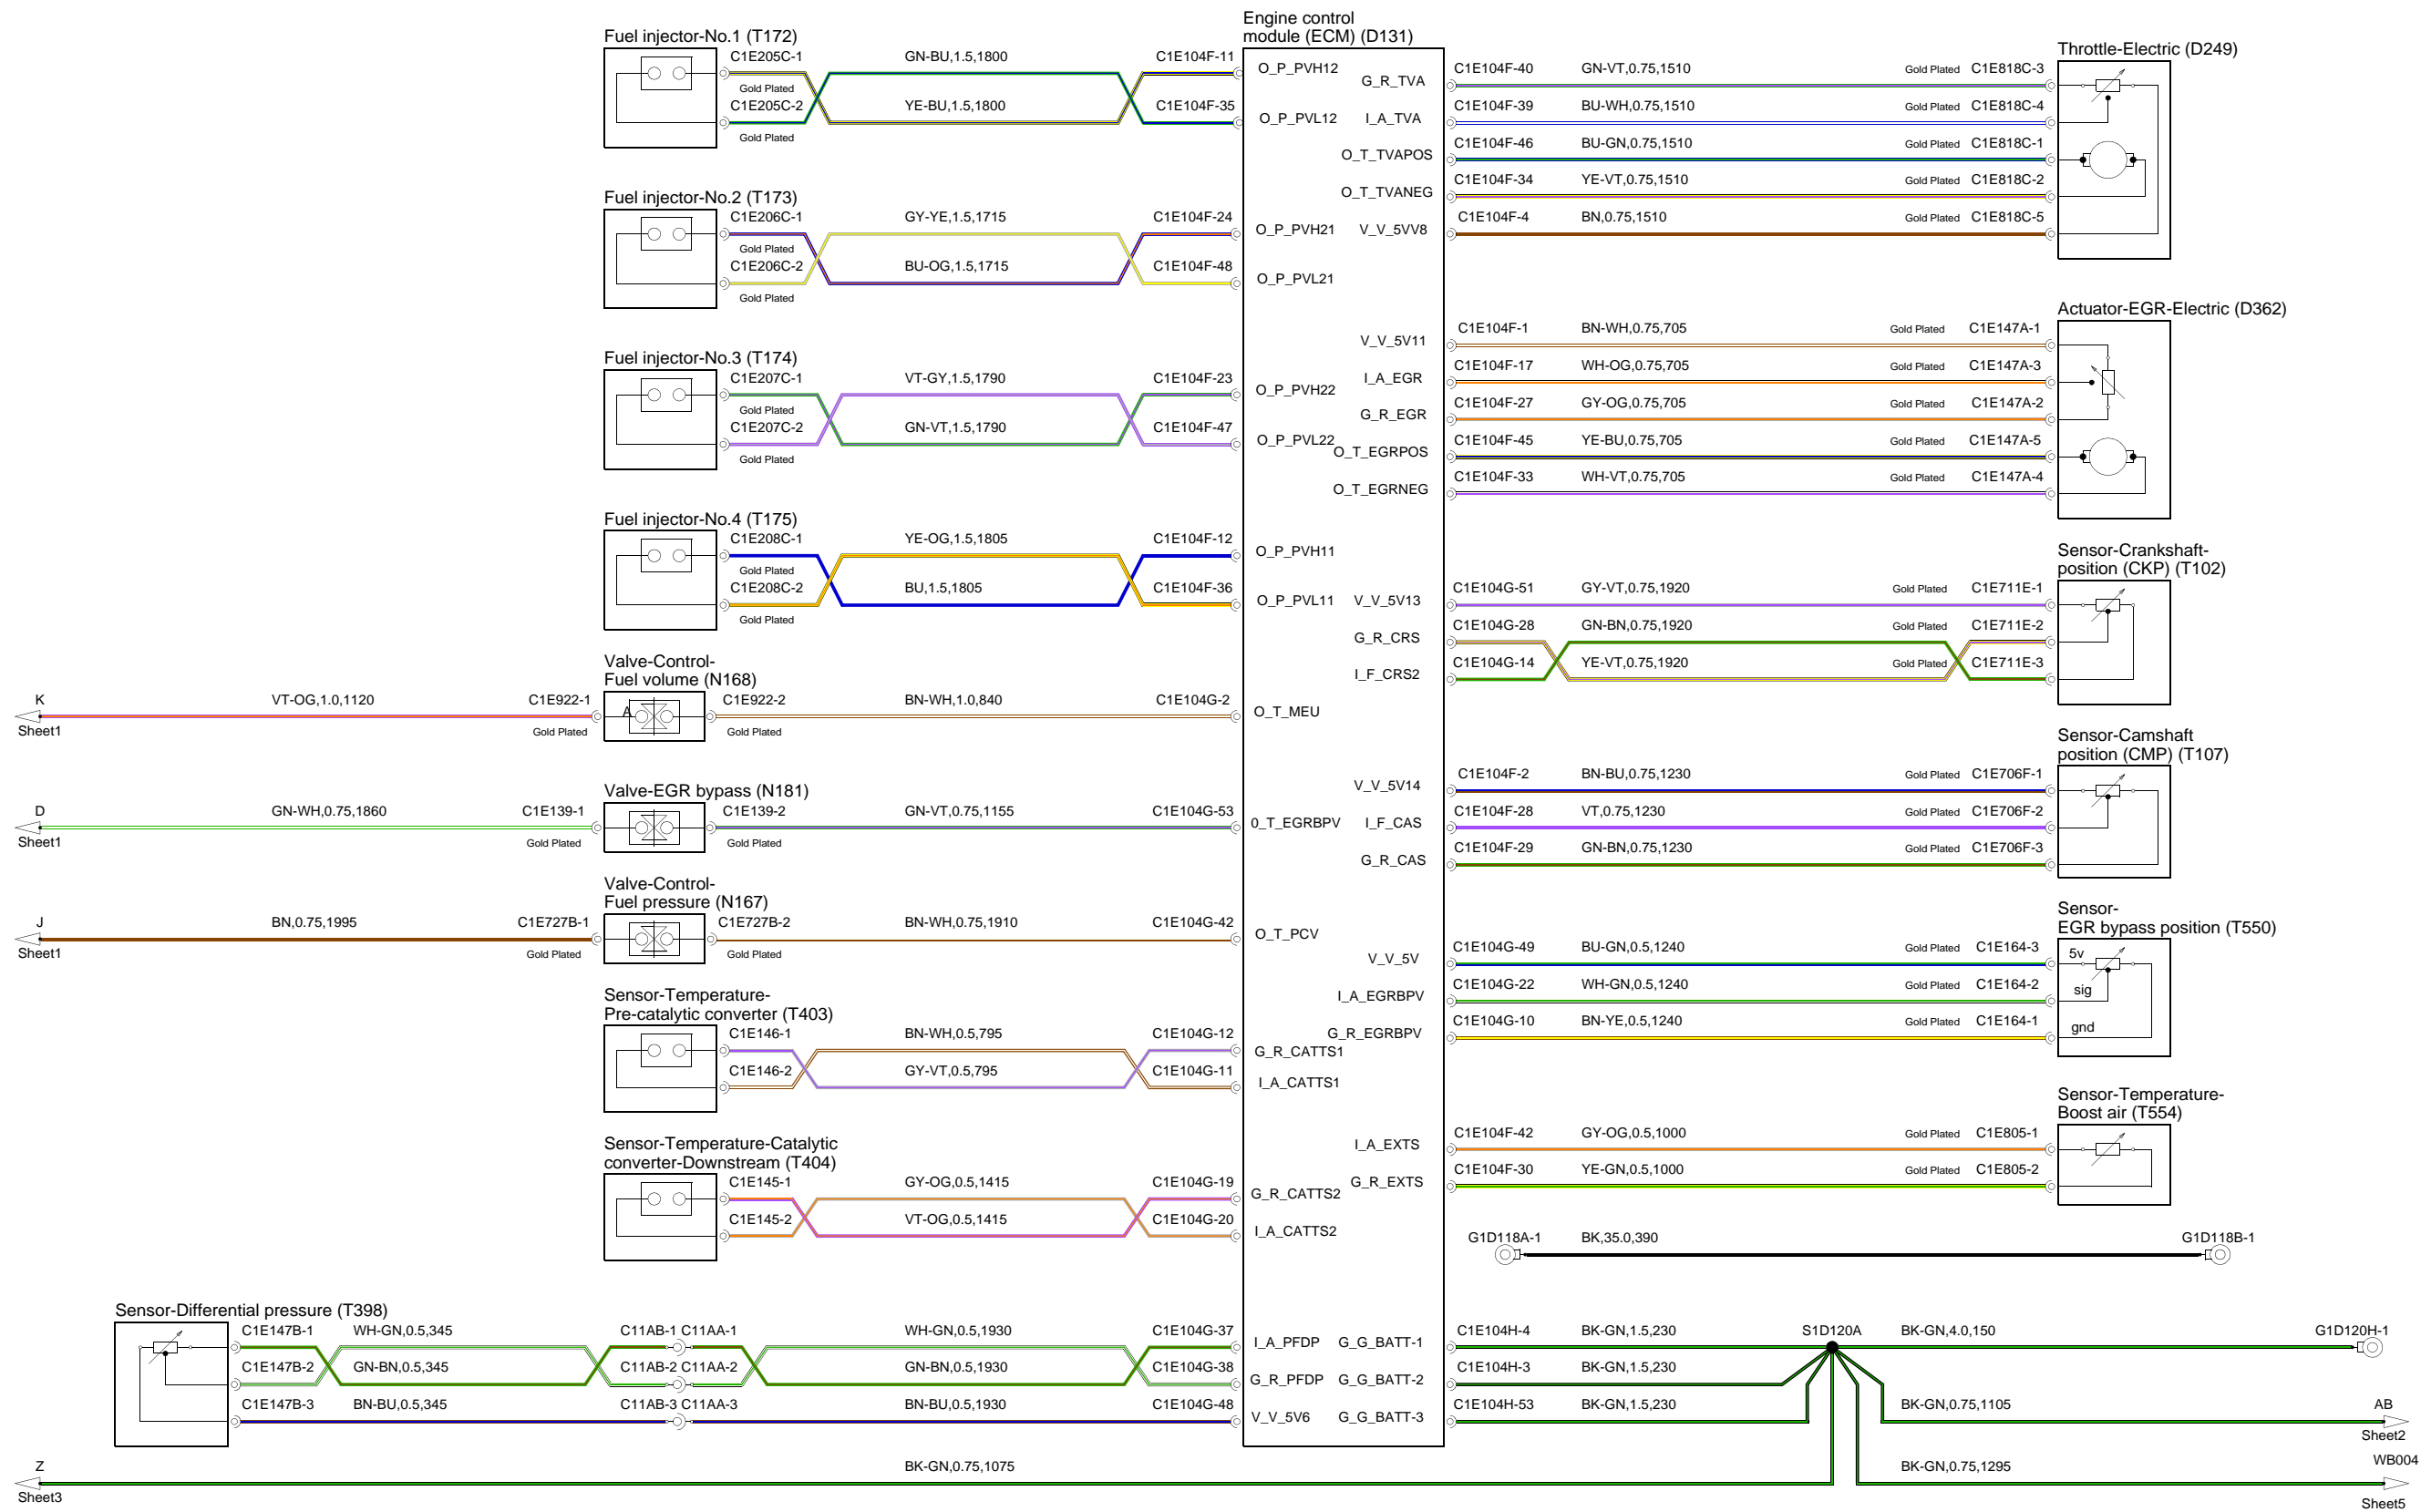 Engine control
module (ECM) (D131)
Fuel injector-No.1 (T172)
C1E205C-1
GN-BU,1.5,1800
C1E104F-11
O_P_PVH12
Gold Plated
C1E205C-2
YE-BU,1.5,1800
C1E104F-35
O_P_PVL12
Gold Plated
Fuel injector-No.2 (T173)
C1E206C-1
GY-YE,1.5,1715
C1E104F-24
O_P_PVH21
Gold Plated
C1E206C-2
BU-OG,1.5,1715
C1E104F-48
O_P_PVL21
Gold Plated
Fuel injector-No.3 (T174)
C1E207C-1
VT-GY,1.5,1790
C1E104F-23
O_P_PVH22
Gold Plated
C1E207C-2
GN-VT,1.5,1790
C1E104F-47
O_P_PVL22
Gold Plated
Fuel injector-No.4 (T175)
C1E208C-1
YE-OG,1.5,1805
C1E104F-12
O_P_PVH11
Gold Plated
C1E208C-2
BU,1.5,1805
C1E104F-36
O_P_PVL11
Gold Plated
Valve-Control-
Fuel volume (N168)
K
Sheet1
VT-OG,1.0,1120
C1E922-1
Gold Plated
A
C1E922-2
Gold Plated
BN-WH,1.0,840
C1E104G-2
O_T_MEU
Valve-EGR bypass (N181)
D
Sheet1
GN-WH,0.75,1860
C1E139-1
Gold Plated
C1E139-2
Gold Plated
GN-VT,0.75,1155
C1E104G-53
0_T_EGRBPV
Valve-Control-
Fuel pressure (N167)
J
Sheet1
BN,0.75,1995
C1E727B-1
Gold Plated
C1E727B-2
Gold Plated
BN-WH,0.75,1910
C1E104G-42
O_T_PCV
Sensor-Temperature-
Pre-catalytic converter (T403)
C1E146-1
BN-WH,0.5,795
C1E104G-12
G_R_CATTS1
C1E146-2
GY-VT,0.5,795
C1E104G-11
I_A_CATTS1
Sensor-Temperature-Catalytic
converter-Downstream (T404)
C1E145-1
GY-OG,0.5,1415
C1E104G-19
G_R_CATTS2
C1E145-2
VT-OG,0.5,1415
C1E104G-20
I_A_CATTS2
Sensor-Differential pressure (T398)
C1E147B-1
WH-GN,0.5,345
C11AB-1 C11AA-1
WH-GN,0.5,1930
C1E104G-37
I_A_PFDP
C1E147B-2
GN-BN,0.5,345
C11AB-2 C11AA-2
GN-BN,0.5,1930
C1E104G-38
G_R_PFDP
C1E147B-3
BN-BU,0.5,345
C11AB-3 C11AA-3
BN-BU,0.5,1930
C1E104G-48
V_V_5V6
Z
Sheet3
BK-GN,0.75,1075
Throttle-Electric (D249)
G_R_TVA
C1E104F-40
GN-VT,0.75,1510
Gold Plated
C1E818C-3
I_A_TVA
C1E104F-39
BU-WH,0.75,1510
Gold Plated
C1E818C-4
O_T_TVAPOS
C1E104F-46
BU-GN,0.75,1510
Gold Plated
C1E818C-1
O_T_TVANEG
C1E104F-34
YE-VT,0.75,1510
Gold Plated
C1E818C-2
V_V_5VV8
C1E104F-4
BN,0.75,1510
Gold Plated
C1E818C-5
Actuator-EGR-Electric (D362)
V_V_5V11
C1E104F-1
BN-WH,0.75,705
Gold Plated
C1E147A-1
I_A_EGR
C1E104F-17
WH-OG,0.75,705
Gold Plated
C1E147A-3
G_R_EGR
C1E104F-27
GY-OG,0.75,705
Gold Plated
C1E147A-2
O_T_EGRPOS
C1E104F-45
YE-BU,0.75,705
Gold Plated
C1E147A-5
O_T_EGRNEG
C1E104F-33
WH-VT,0.75,705
Gold Plated
C1E147A-4
Sensor-Crankshaft-
position (CKP) (T102)
V_V_5V13
C1E104G-51
GY-VT,0.75,1920
Gold Plated
C1E711E-1
G_R_CRS
C1E104G-28
GN-BN,0.75,1920
Gold Plated
C1E711E-2
I_F_CRS2
C1E104G-14
YE-VT,0.75,1920
Gold Plated
C1E711E-3
Sensor-Camshaft
position (CMP) (T107)
V_V_5V14
C1E104F-2
BN-BU,0.75,1230
Gold Plated
C1E706F-1
I_F_CAS
C1E104F-28
VT,0.75,1230
Gold Plated
C1E706F-2
G_R_CAS
C1E104F-29
GN-BN,0.75,1230
Gold Plated
C1E706F-3
Sensor-
EGR bypass position (T550)
V_V_5V
C1E104G-49
BU-GN,0.5,1240
Gold Plated
C1E164-3
5v
I_A_EGRBPV
C1E104G-22
WH-GN,0.5,1240
Gold Plated
C1E164-2
sig
G_R_EGRBPV
C1E104G-10
BN-YE,0.5,1240
Gold Plated
C1E164-1
gnd
Sensor-Temperature-
Boost air (T554)
I_A_EXTS
C1E104F-42
GY-OG,0.5,1000
Gold Plated
C1E805-1
G_R_EXTS
C1E104F-30
YE-GN,0.5,1000
Gold Plated
C1E805-2
G1D118A-1
BK,35.0,390
G1D118B-1
G_G_BATT-1
C1E104H-4
BK-GN,1.5,230
S1D120A
BK-GN,4.0,150
G1D120H-1
G_G_BATT-2
C1E104H-3
BK-GN,1.5,230
G_G_BATT-3
C1E104H-53
BK-GN,1.5,230
BK-GN,0.75,1105
AB
Sheet2
BK-GN,0.75,1295
WB004
Sheet5